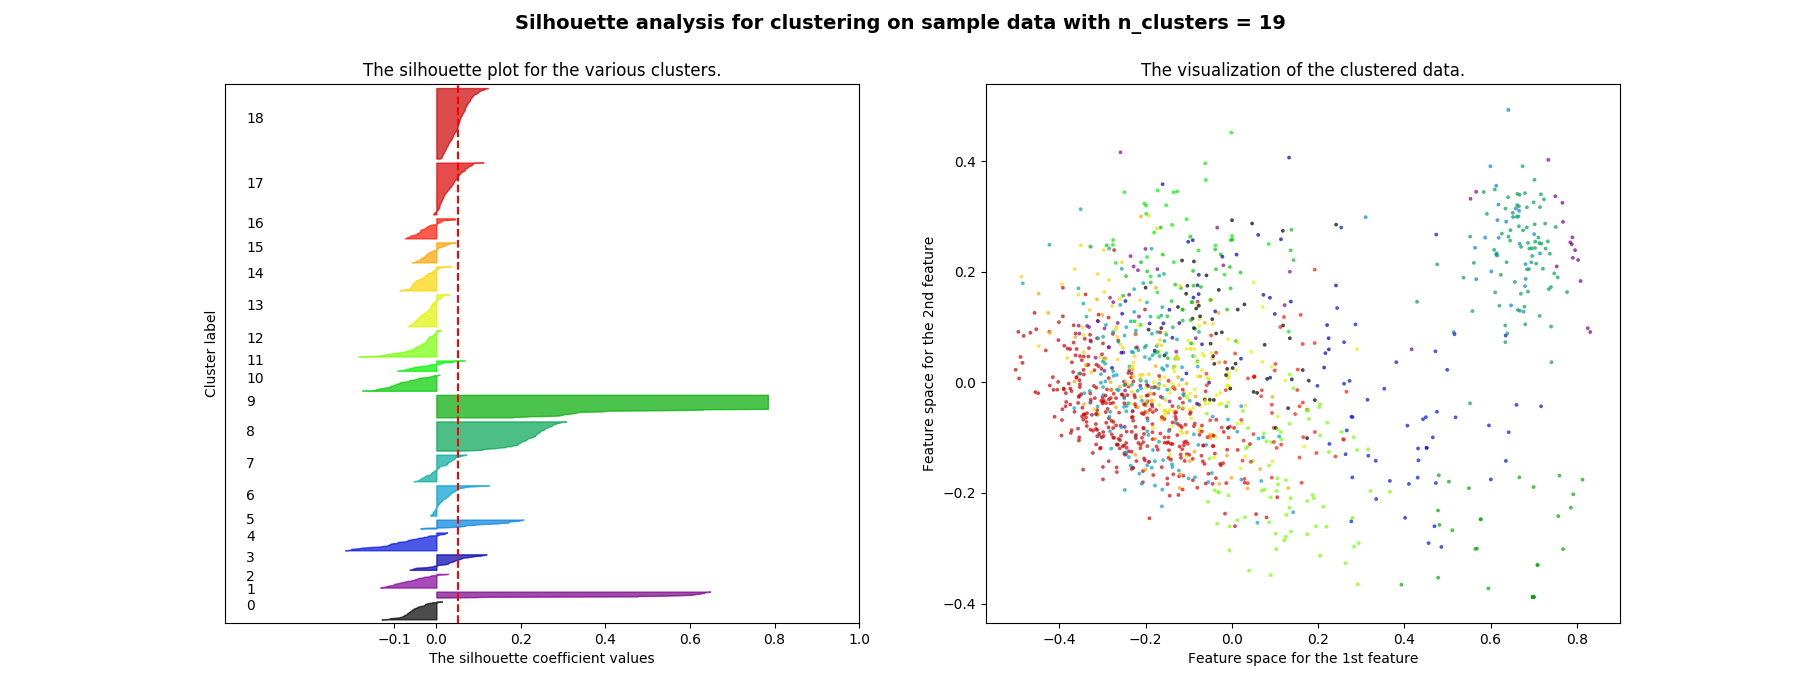 Silhouette analysis for clustering on sample data with n_clusters = 19
The silhouette plot for the various clusters.
18
17
16
15
14
13
12
11
10
9
8
7
6
5
4
3
2
1
0
Cluster label
−0.1 0.0 0.2 0.4 0.6 0.8 1.0
The silhouette coefficient values
The visualization of the clustered data.
0.4
0.2
0.0
−0.2
−0.4
Feature space for the 2nd feature
−0.4 −0.2 0.0 0.2 0.4 0.6 0.8
Feature space for the 1st feature